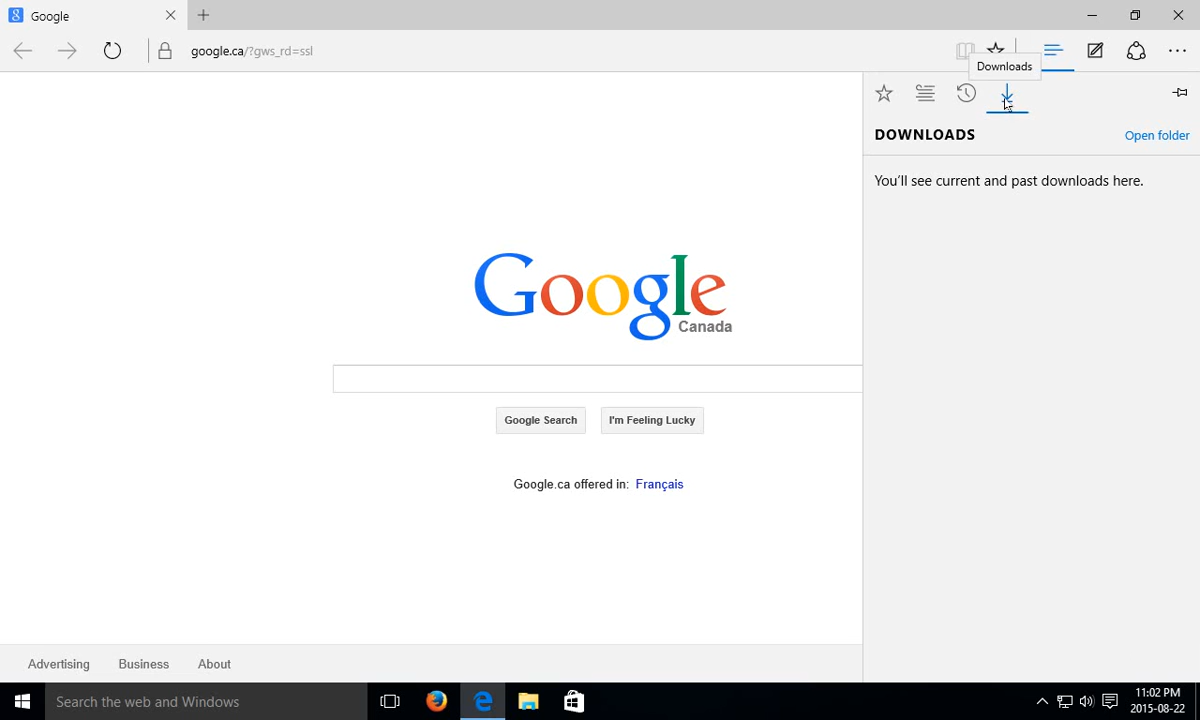 Google
google.ca/?gws_rd=ssl
Downloads
DOWNLOADS
Open folder
You'll see current and past downloads here.
Google
Canada
Google Search
I'm Feeling Lucky
Google.ca offered in: Français
Advertising
Business
About
Search the web and Windows
11:02 PM
2015-08-22